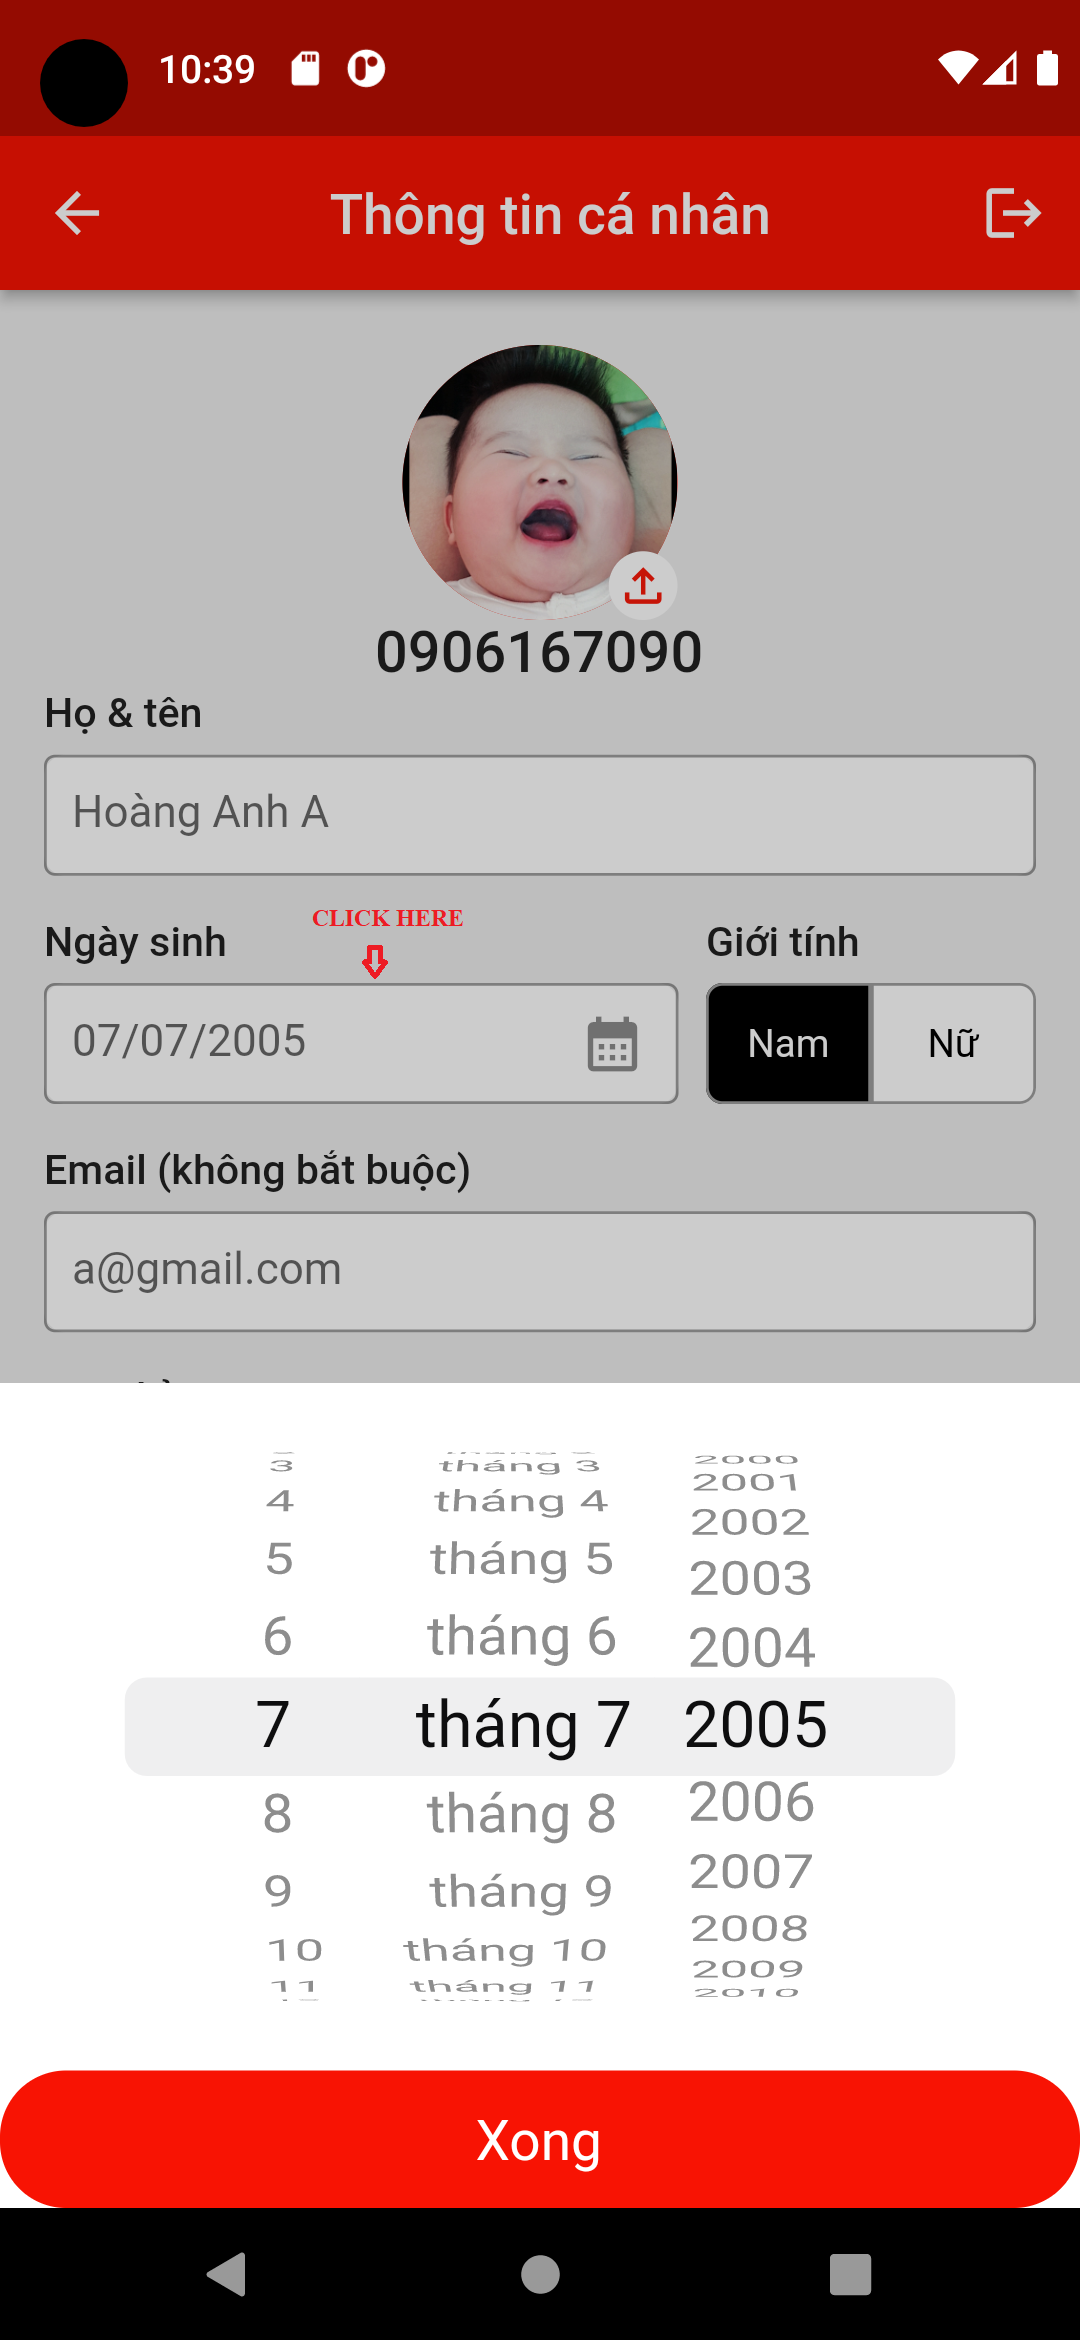 10:39
Thông tin cá nhân
0906167090
Họ & tên
Hoàng Anh A
CLICK HERE
Ngày sinh
Giới tính
07/07/2005
Nam
Nữ
Email (không bắt buộc)
a@gmail.com
3 tháng 3 2000
4 tháng 4 2001
5 tháng 5 2002
6 tháng 6 2003
2004
7 tháng 7 2005
8 tháng 8 2006
9 tháng 9 2007
10 tháng 10 2008
11 tháng 11 2009
2010
Xong